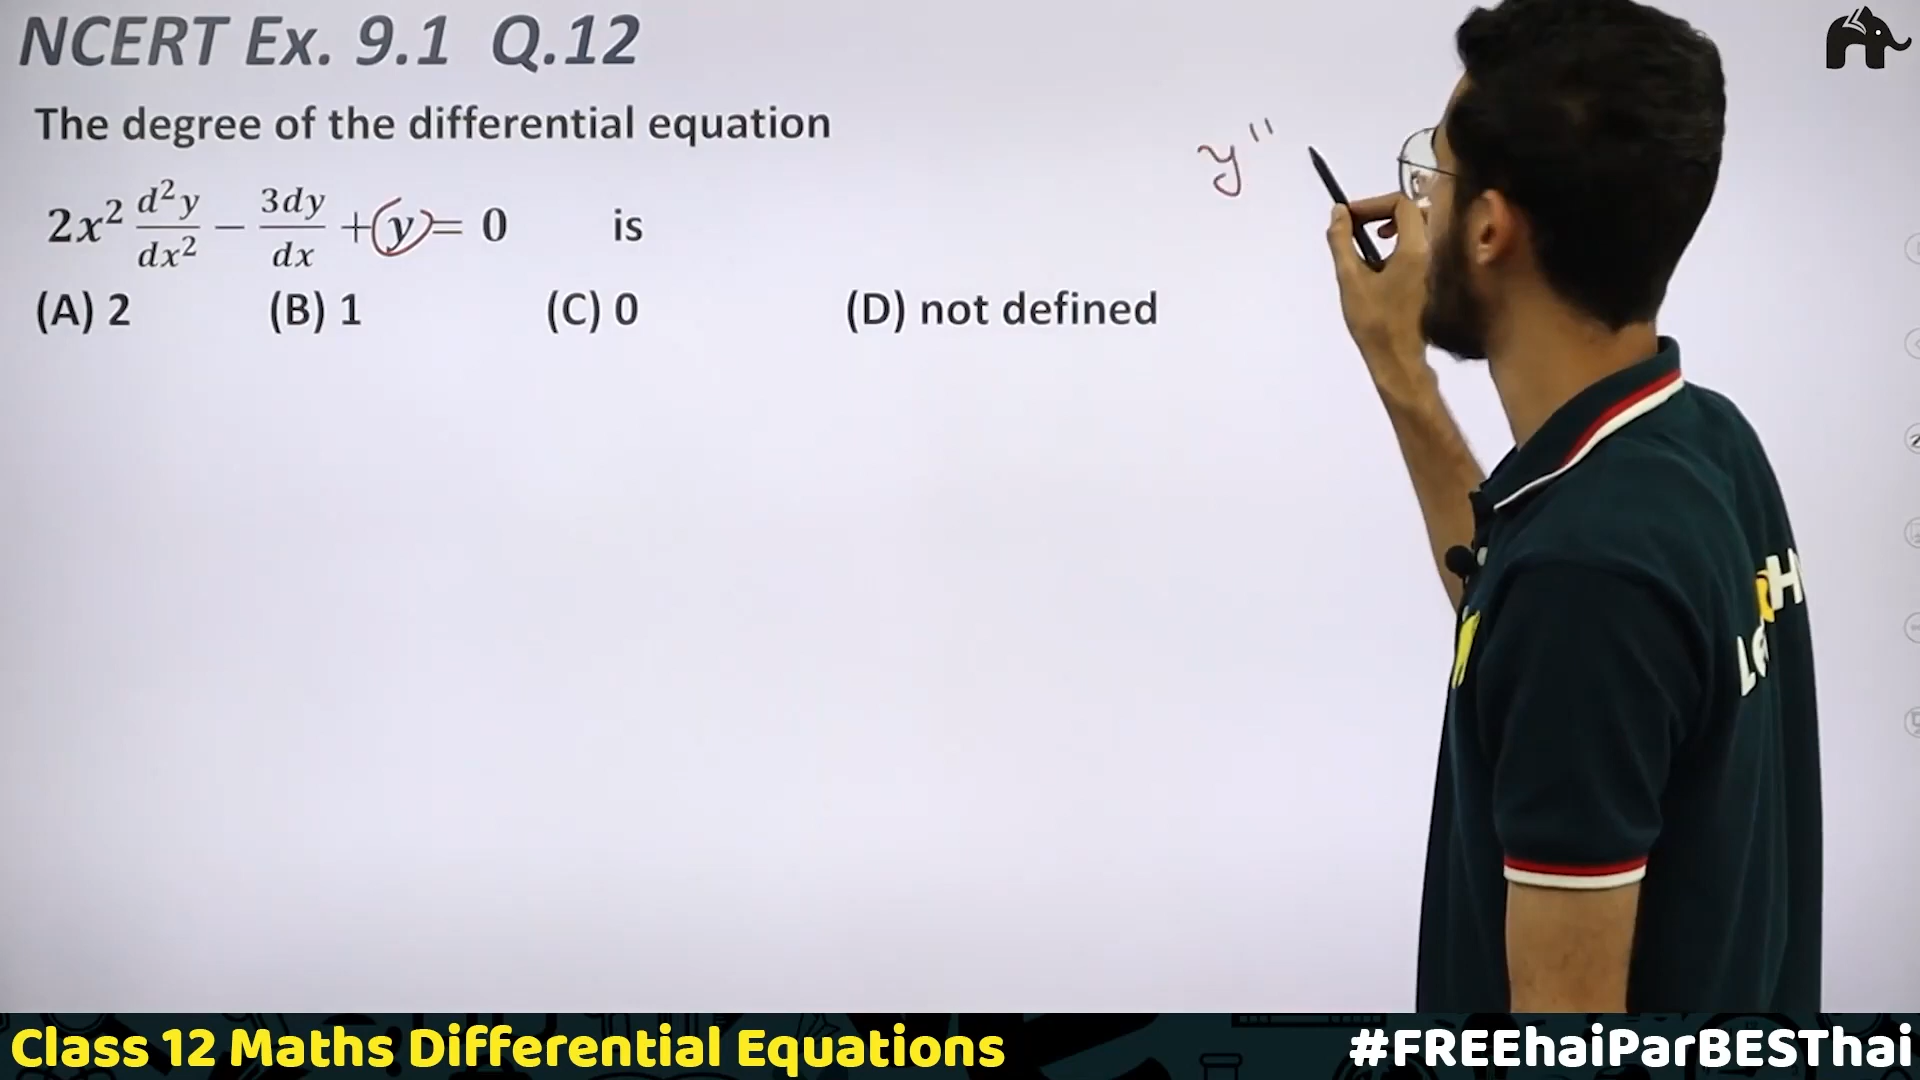 NCERT Ex. 9.1 Q.12
The degree of the differential equation
2x² d²y/dx² − 3dy/dx + y = 0 is
(A) 2 (B) 1 (C) 0 (D) not defined
y''
Class 12 Maths Differential Equations
#FREEhaiParBESThai